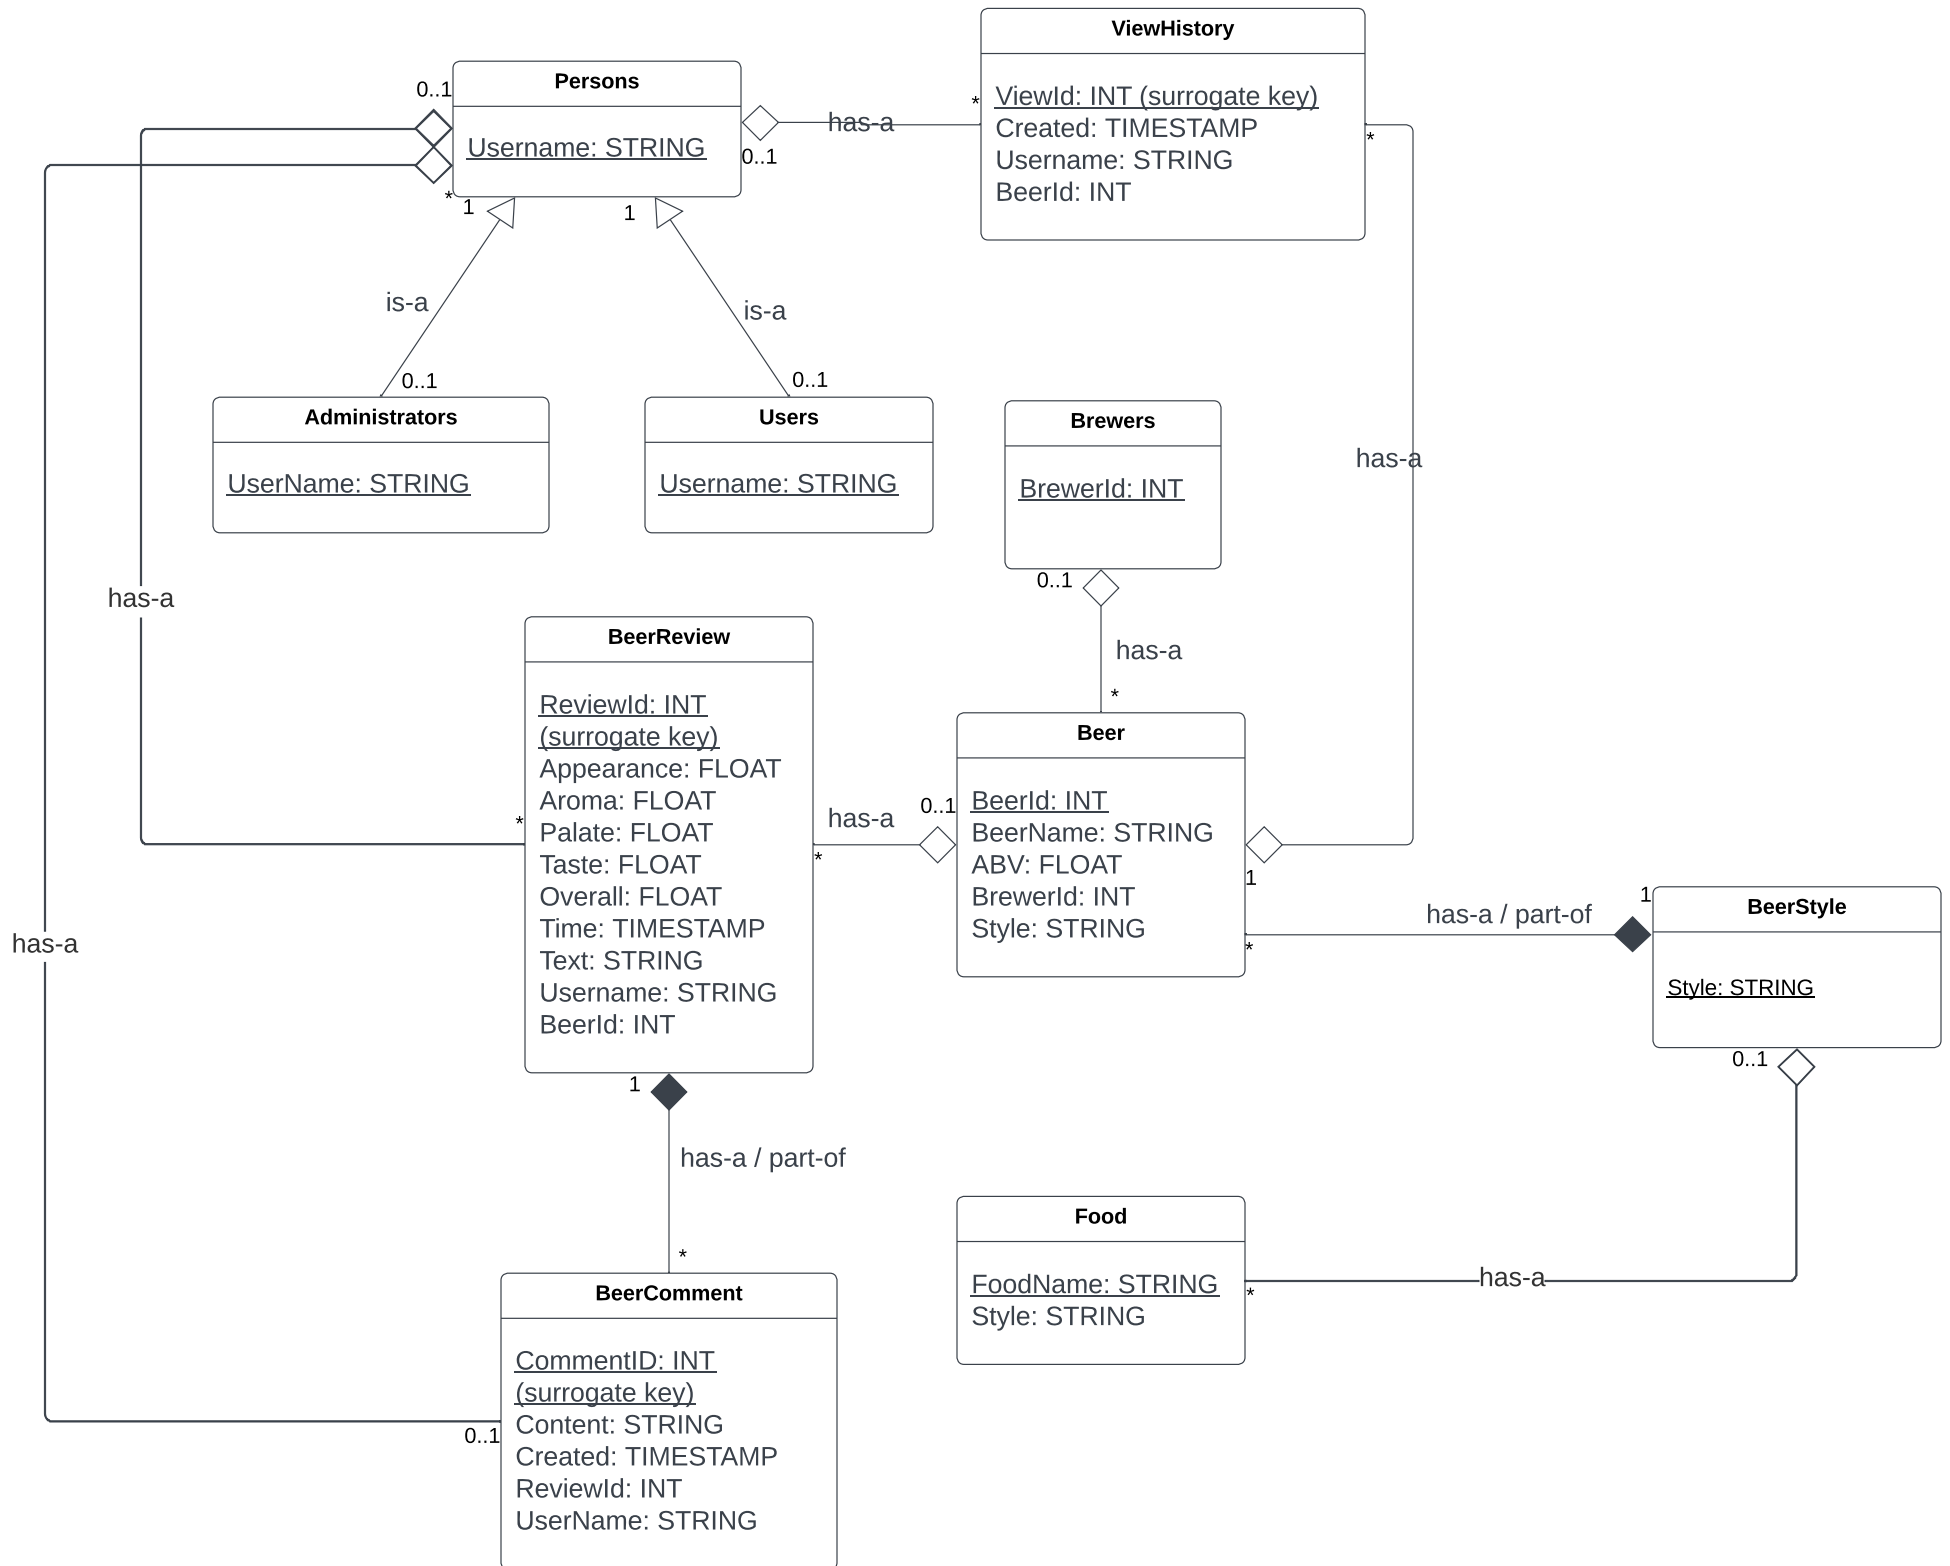 ViewHistory
ViewId: INT (surrogate key)
Created: TIMESTAMP
Username: STRING
BeerId: INT
Persons
Username: STRING
0..1
*
1
1
0..1
has-a
*
*
is-a
is-a
0..1
0..1
Administrators
UserName: STRING
Users
Username: STRING
Brewers
BrewerId: INT
has-a
0..1
has-a
*
has-a
has-a
BeerReview
ReviewId: INT
(surrogate key)
Appearance: FLOAT
Aroma: FLOAT
Palate: FLOAT
Taste: FLOAT
Overall: FLOAT
Time: TIMESTAMP
Text: STRING
Username: STRING
BeerId: INT
*
has-a
*
0..1
Beer
BeerId: INT
BeerName: STRING
ABV: FLOAT
BrewerId: INT
Style: STRING
1
*
has-a / part-of
1
BeerStyle
Style: STRING
0..1
1
has-a / part-of
*
Food
FoodName: STRING
Style: STRING
*
has-a
BeerComment
CommentID: INT
(surrogate key)
Content: STRING
Created: TIMESTAMP
ReviewId: INT
UserName: STRING
0..1